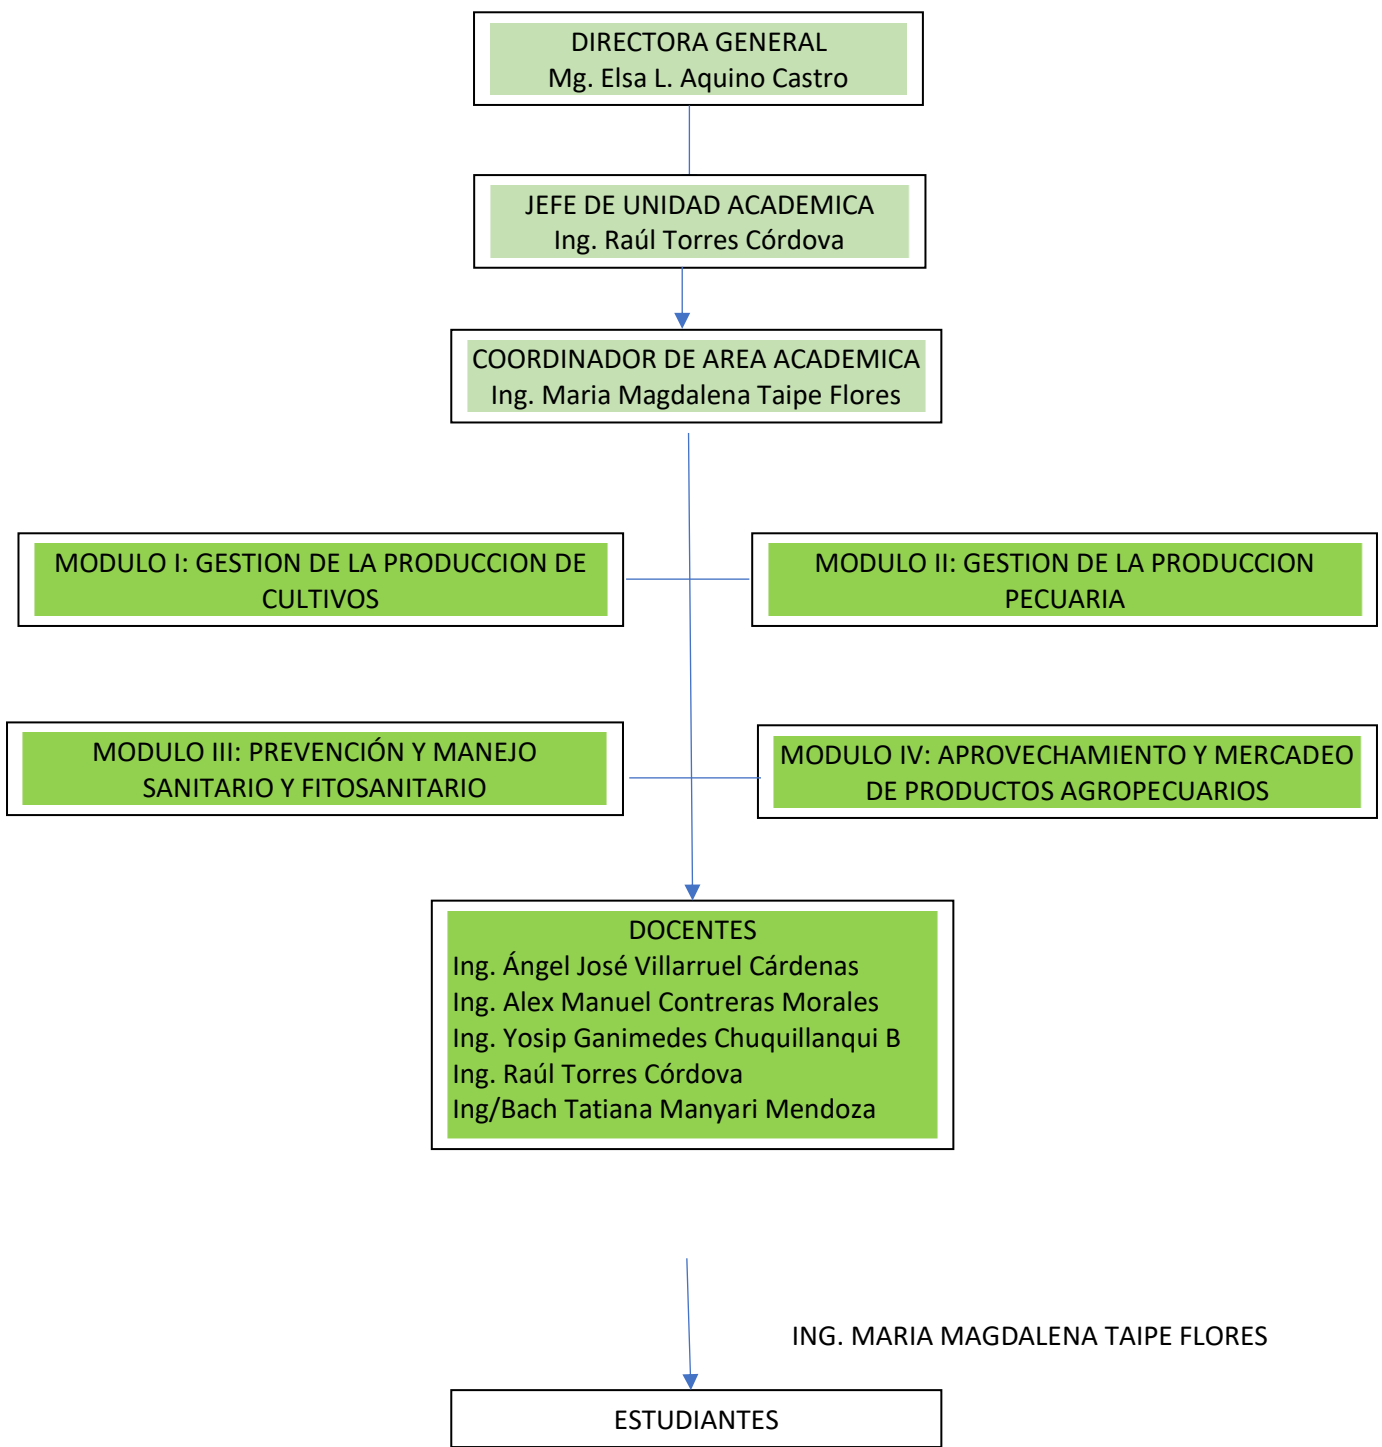 DIRECTORA GENERAL
Mg. Elsa L. Aquino Castro
JEFE DE UNIDAD ACADEMICA
Ing. Raúl Torres Córdova
COORDINADOR DE AREA ACADEMICA
Ing. Maria Magdalena Taipe Flores
MODULO I: GESTION DE LA PRODUCCION DE
CULTIVOS
MODULO II: GESTION DE LA PRODUCCION
PECUARIA
MODULO III: PREVENCIÓN Y MANEJO
SANITARIO Y FITOSANITARIO
MODULO IV: APROVECHAMIENTO Y MERCADEO
DE PRODUCTOS AGROPECUARIOS
DOCENTES
Ing. Ángel José Villarruel Cárdenas
Ing. Alex Manuel Contreras Morales
Ing. Yosip Ganimedes Chuquillanqui B
Ing. Raúl Torres Córdova
Ing/Bach Tatiana Manyari Mendoza
ING. MARIA MAGDALENA TAIPE FLORES
ESTUDIANTES